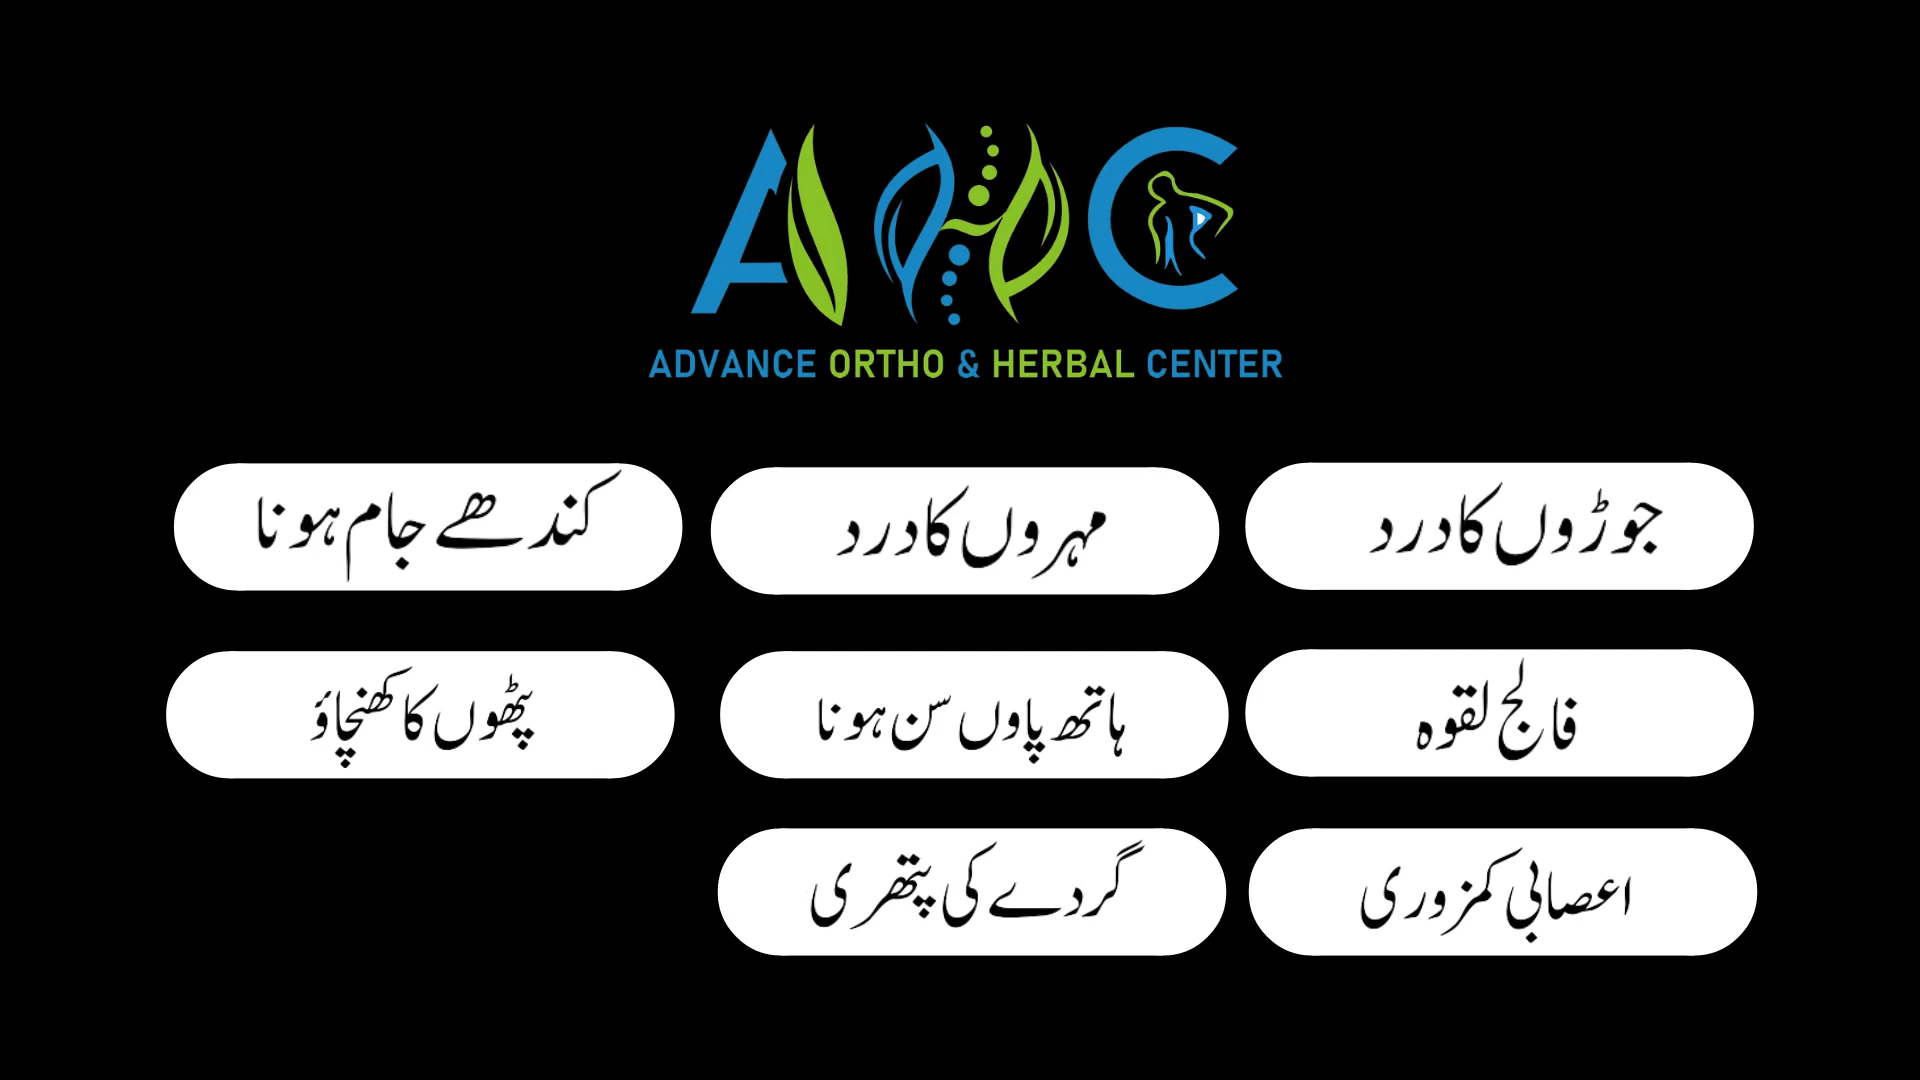 AOHC
ADVANCE ORTHO & HERBAL CENTER
جوڑوں کا درد
مہروں کا درد
کندھے جام ہونا
فالج لقوہ
ہاتھ پاوں سن ہونا
پٹھوں کا کھنچاؤ
اعصابی کمزوری
گردے کی پتھری